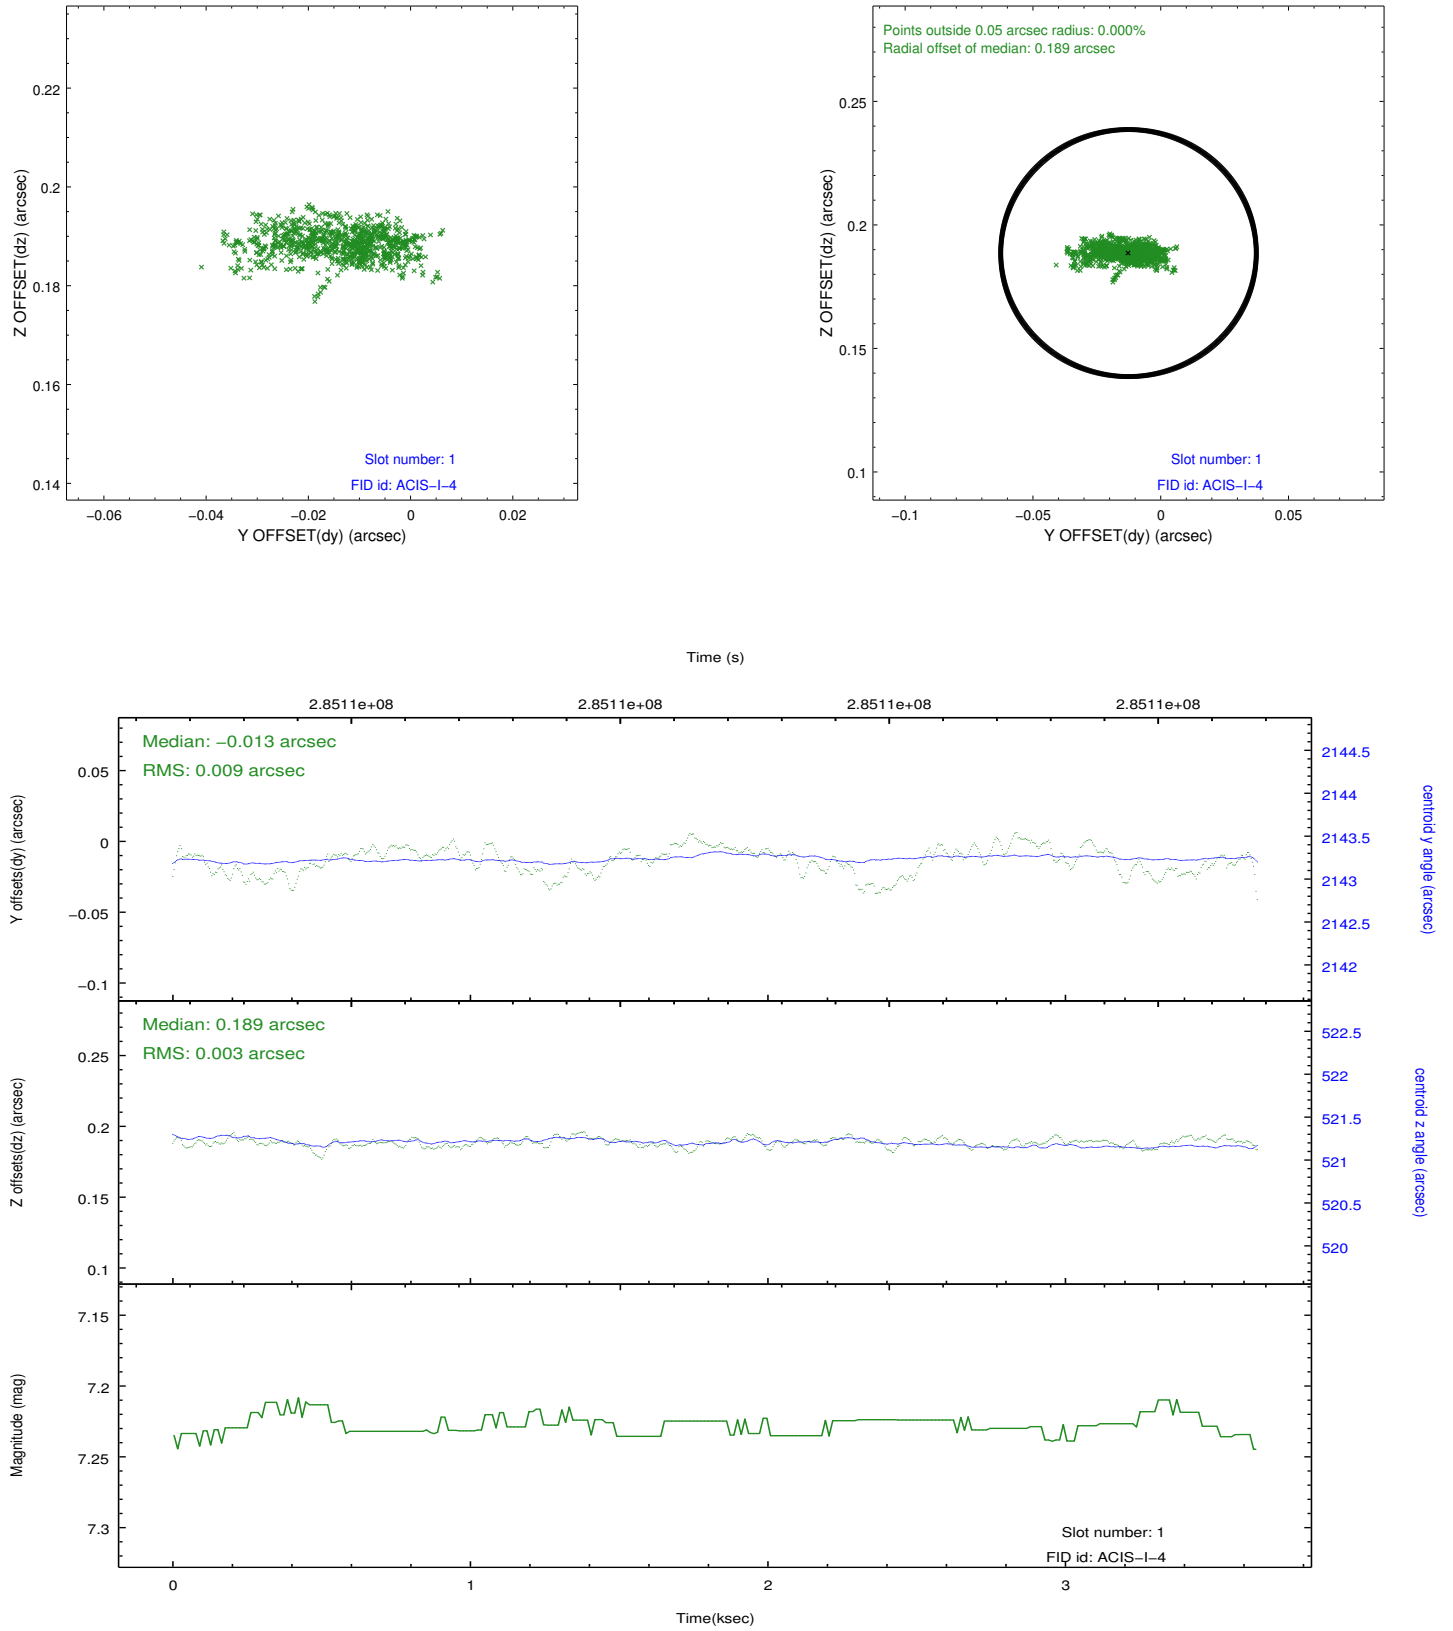 0.22
0.2
0.18
0.16
0.14
Z OFFSET(dz) (arcsec)
Slot number: 1
FID id: ACIS−I−4
−0.06
−0.04
−0.02
0
0.02
Y OFFSET(dy) (arcsec)
Points outside 0.05 arcsec radius: 0.000%
Radial offset of median: 0.189 arcsec
0.25
0.2
0.15
0.1
Z OFFSET(dz) (arcsec)
Slot number: 1
FID id: ACIS−I−4
−0.1
−0.05
0
0.05
Y OFFSET(dy) (arcsec)
Time (s)
2.8511e+08
2.8511e+08
2.8511e+08
2.8511e+08
Median: −0.013 arcsec
RMS: 0.009 arcsec
0.05
0
−0.05
−0.1
Y offsets(dy) (arcsec)
2144.5
2144
2143.5
2143
2142.5
2142
centroid y angle (arcsec)
Median: 0.189 arcsec
RMS: 0.003 arcsec
0.25
0.2
0.15
0.1
Z offsets(dz) (arcsec)
522.5
522
521.5
521
520.5
520
centroid z angle (arcsec)
7.15
7.2
7.25
7.3
Magnitude (mag)
Slot number: 1
FID id: ACIS−I−4
0
1
2
3
Time(ksec)